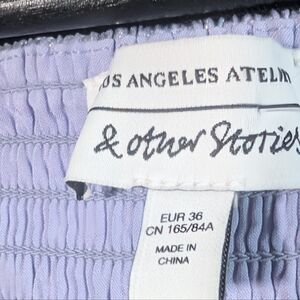 OS ANGELES ATELI
& other Stories
EUR 36
CN 165/84A
MADE IN
CHINA